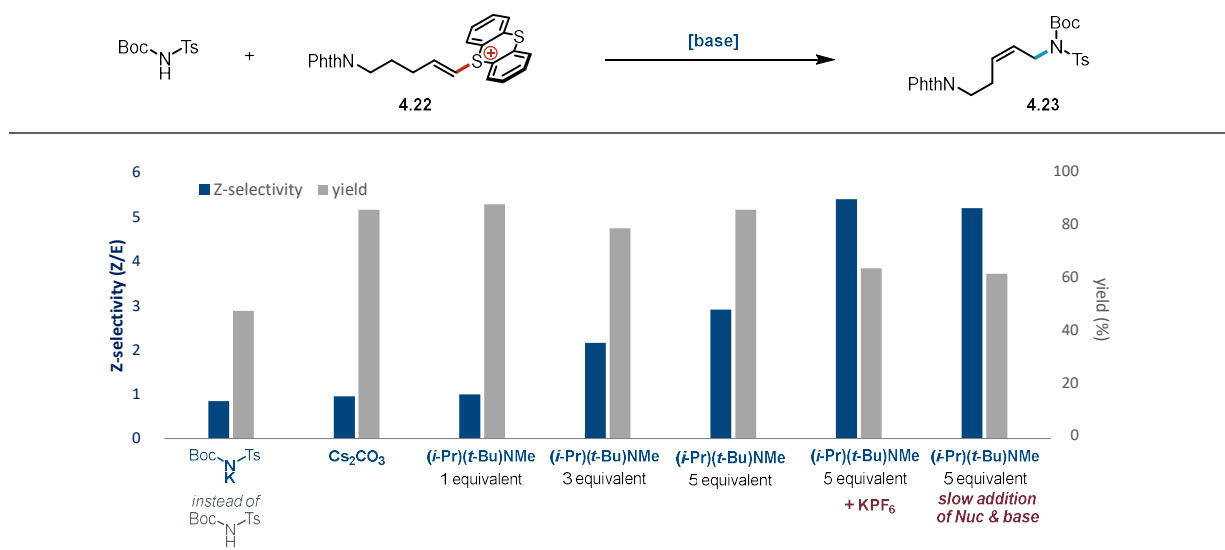 Boc
N
H
Ts
+
PhthN
S
⊕
S
4.22
[base]
Boc
N
Ts
PhthN
4.23
Z-selectivity yield
Z-selectivity (Z/E)
6
5
4
3
2
1
0
yield (%)
100
80
60
40
20
0
Boc
N
Ts
K
instead of
Boc
N
Ts
H
Cs₂CO₃
(i-Pr)(t-Bu)NMe
1 equivalent
(i-Pr)(t-Bu)NMe
3 equivalent
(i-Pr)(t-Bu)NMe
5 equivalent
(i-Pr)(t-Bu)NMe
5 equivalent
+ KPF₆
(i-Pr)(t-Bu)NMe
5 equivalent
slow addition
of Nuc & base